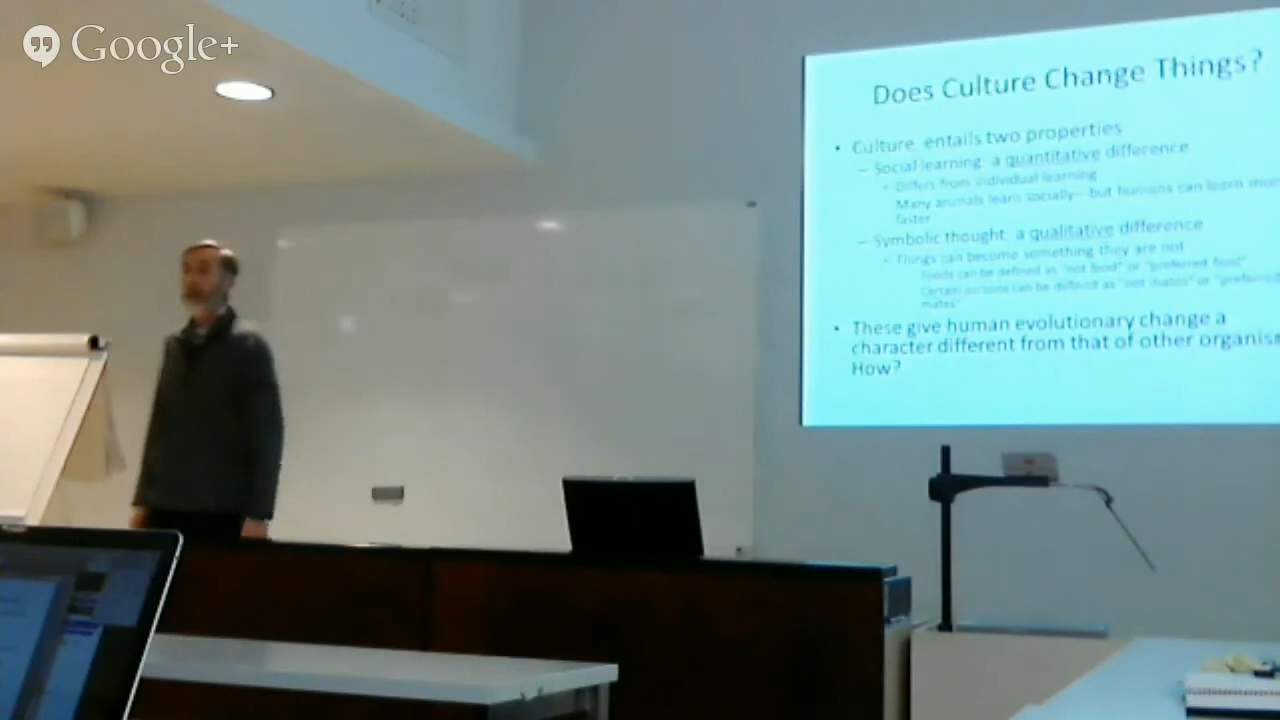 Google+
Does Culture Change Things?
• Culture entails two properties
– Social learning: a quantitative difference
• Differs from individual learning
Many animals learn socially—but humans can learn
faster
– Symbolic thought: a qualitative difference
• Things can become something they are not
Foods can be defined as "not food" or "preferred food"
Certain persons can be defined as "not mates" or "preferred
mates"
• These give human evolutionary change a
character different from that of other
How?